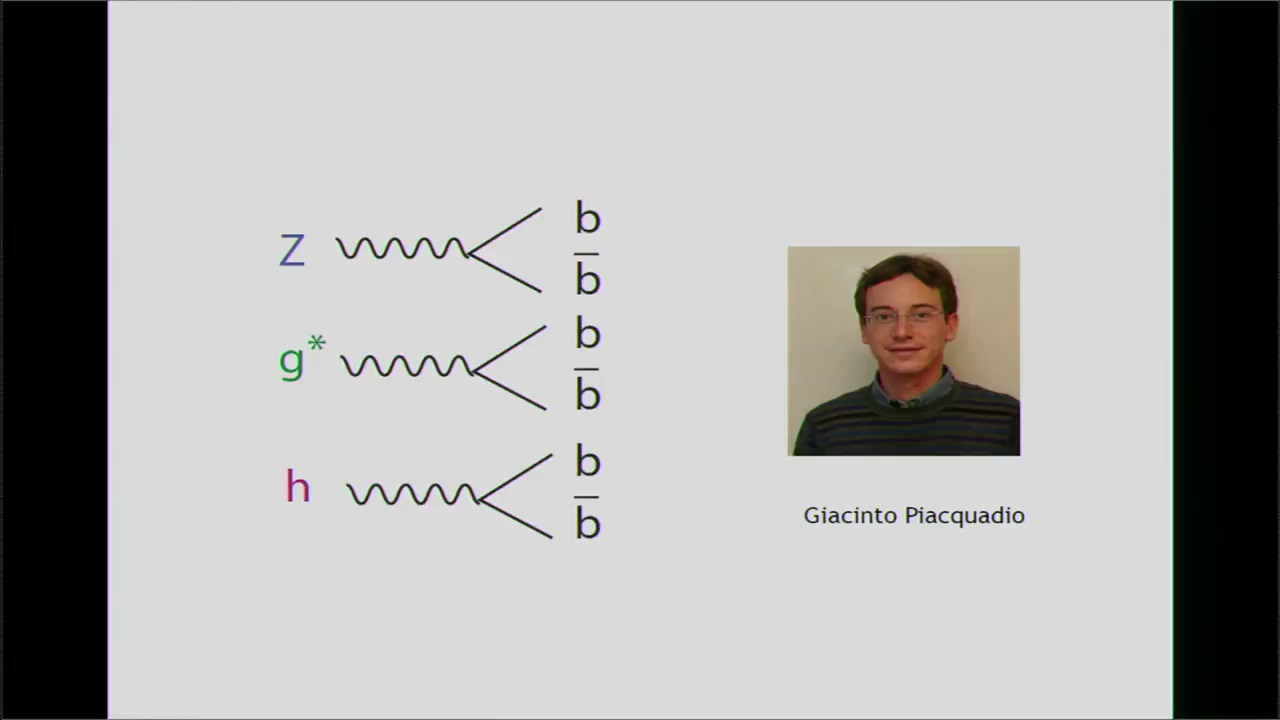 Z b
b̅
g* b
b̅
h b
b̅
Giacinto Piacquadio